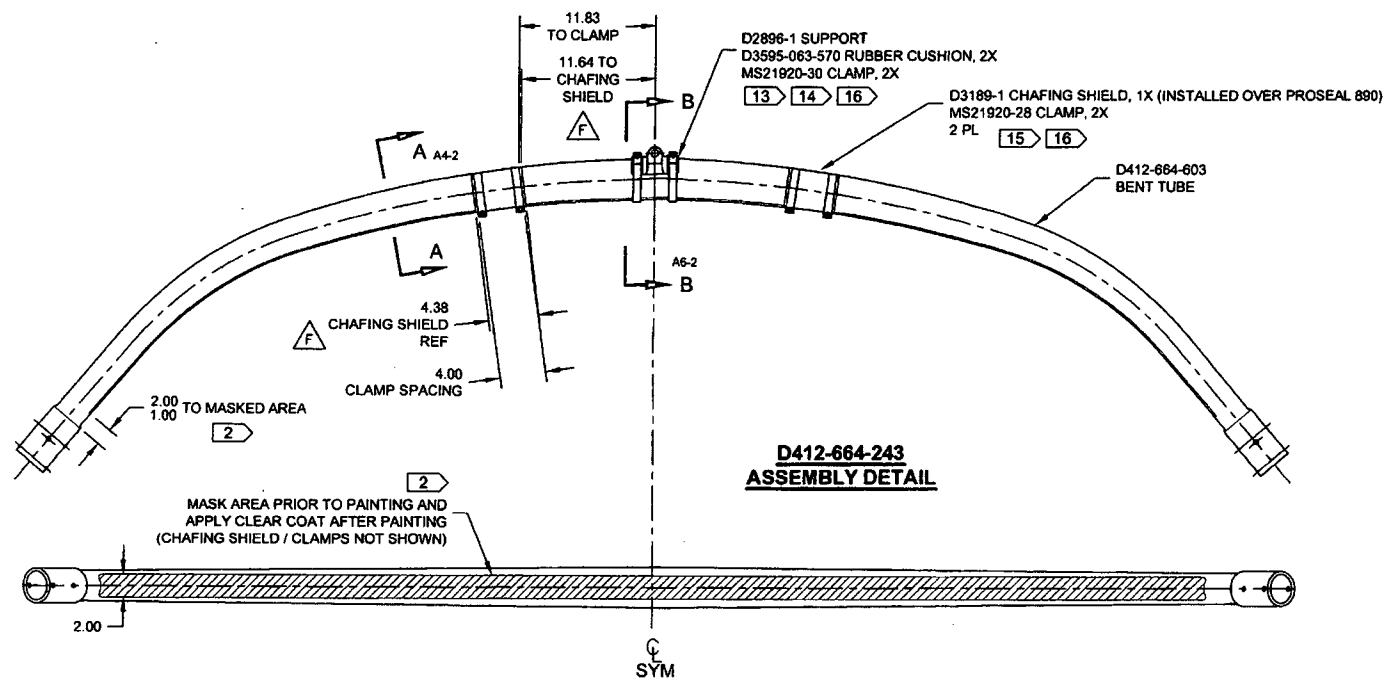 11.83
TO CLAMP
11.64 TO
CHAFING
SHIELD
F
B
D2896-1 SUPPORT
D3595-063-570 RUBBER CUSHION, 2X
MS21920-30 CLAMP, 2X
13 14 16
D3189-1 CHAFING SHIELD, 1X (INSTALLED OVER PROSEAL 890)
MS21920-28 CLAMP, 2X
2 PL 15 16
A A4-2
D412-664-603
BENT TUBE
A
A6-2
B
4.38
CHAFING SHIELD
REF
F
4.00
CLAMP SPACING
2.00
1.00 TO MASKED AREA
2
D412-664-243
ASSEMBLY DETAIL
2
MASK AREA PRIOR TO PAINTING AND
APPLY CLEAR COAT AFTER PAINTING
(CHAFING SHIELD / CLAMPS NOT SHOWN)
2.00
CL
SYM